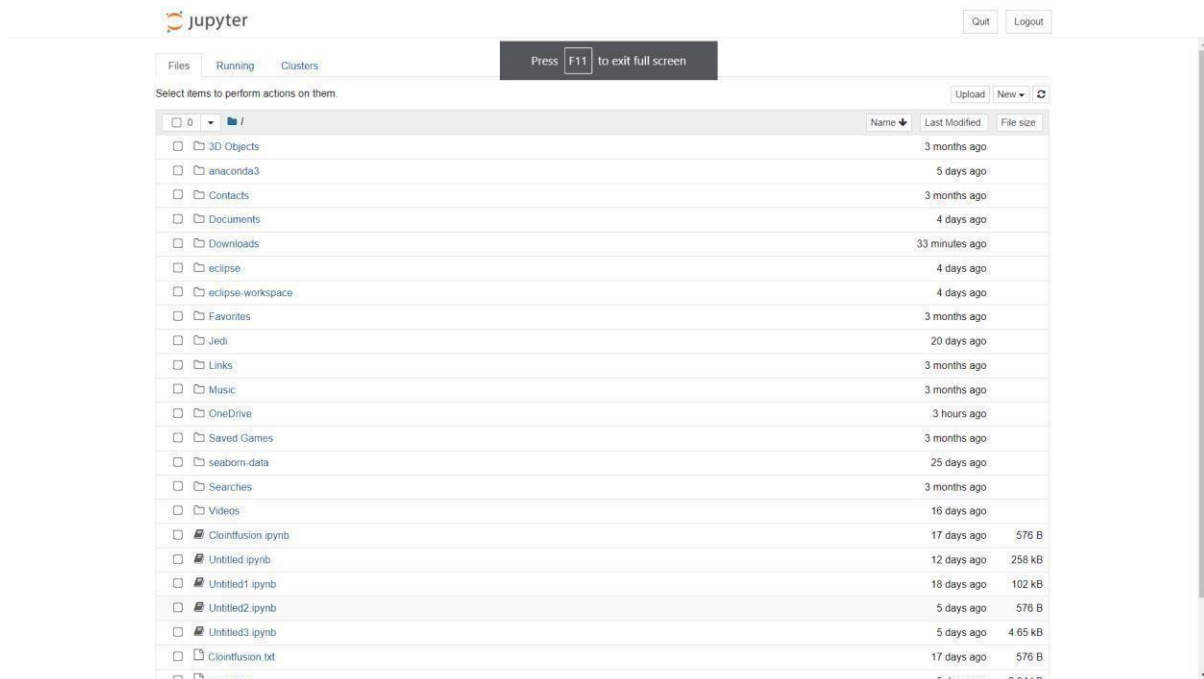 jupyter Quit Logout
Press F11 to exit full screen
Files Running Clusters
Select items to perform actions on them. Upload New
0 / Name Last Modified File size
3D Objects 3 months ago
anaconda3 5 days ago
Contacts 3 months ago
Documents 4 days ago
Downloads 33 minutes ago
eclipse 4 days ago
eclipse-workspace 4 days ago
Favorites 3 months ago
Jedi 20 days ago
Links 3 months ago
Music 3 months ago
OneDrive 3 hours ago
Saved Games 3 months ago
seaborn-data 25 days ago
Searches 3 months ago
Videos 16 days ago
Clointfusion.ipynb 17 days ago 576 B
Untitled.ipynb 12 days ago 258 kB
Untitled1.ipynb 18 days ago 102 kB
Untitled2.ipynb 5 days ago 576 B
Untitled3.ipynb 5 days ago 4.65 kB
Clointfusion.txt 17 days ago 576 B